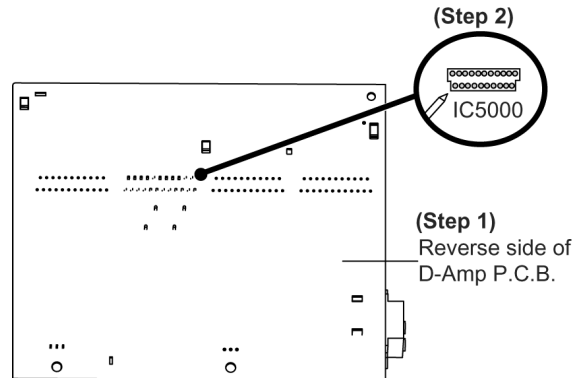 (Step 2)
IC5000
(Step 1)
Reverse side of
D-Amp P.C.B.